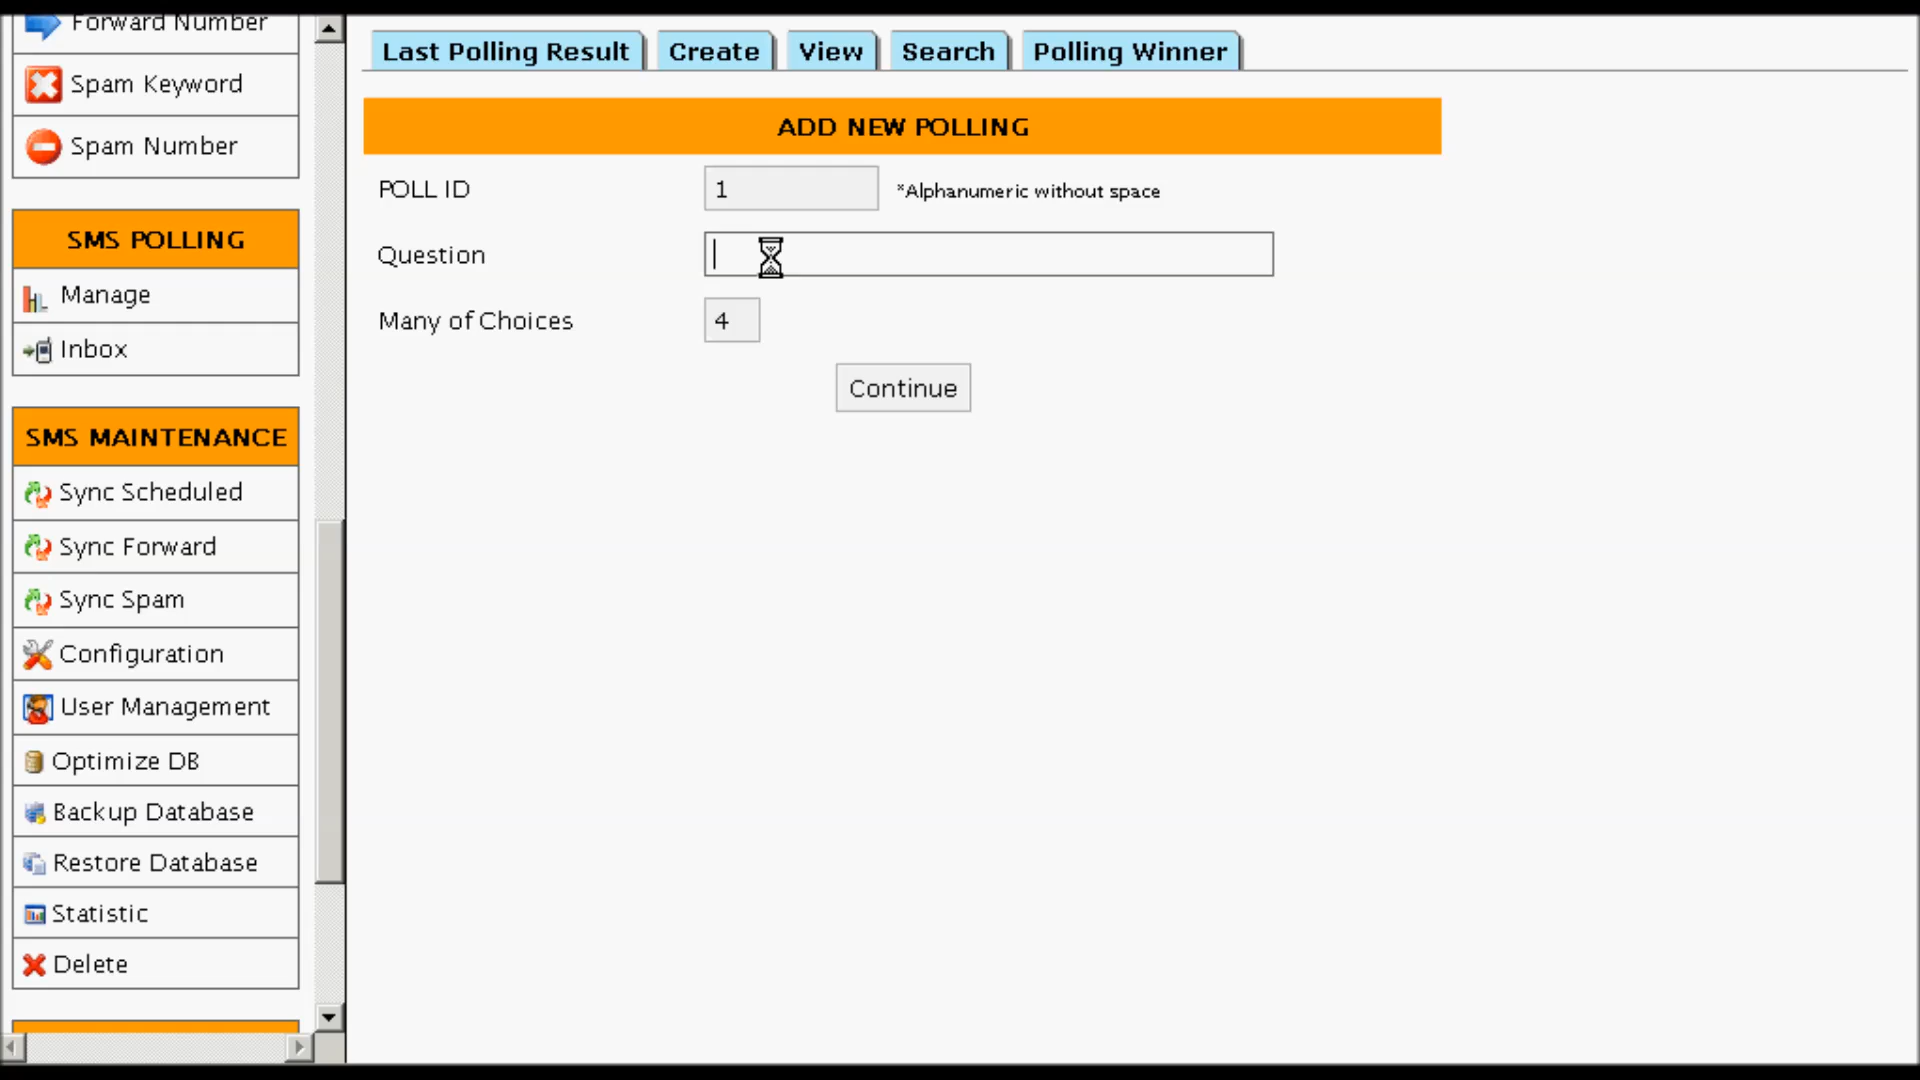 Forward Number
Spam Keyword
Spam Number
SMS POLLING
Manage
Inbox
SMS MAINTENANCE
Sync Scheduled
Sync Forward
Sync Spam
Configuration
User Management
Optimize DB
Backup Database
Restore Database
Statistic
Delete
Last Polling Result Create View Search Polling Winner
ADD NEW POLLING
POLL ID 1 *Alphanumeric without space
Question
Many of Choices 4
Continue